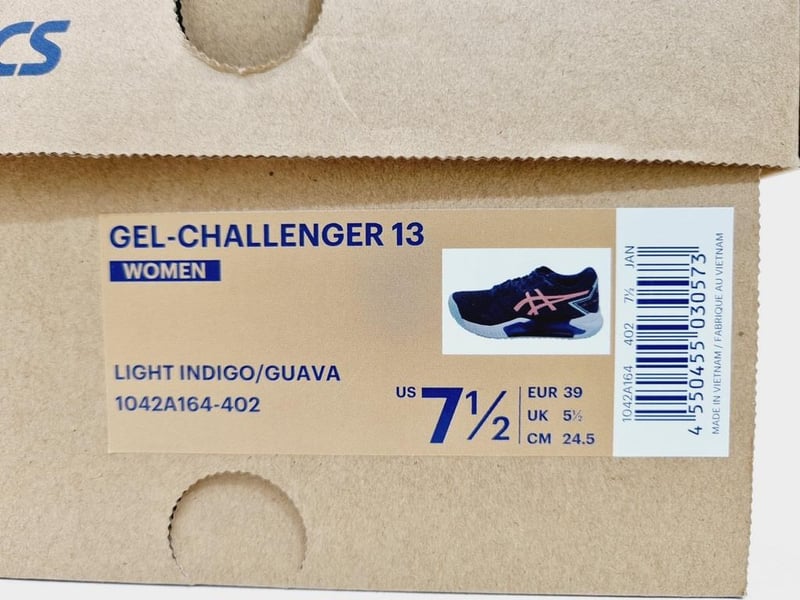 CS
GEL-CHALLENGER 13
WOMEN
LIGHT INDIGO/GUAVA
1042A164-402
US 7½
EUR 39
UK 5½
CM 24.5
1042A164 402 7½ JAN
4 550455 030573
MADE IN VIETNAM / FABRIQUE AU VIETNAM